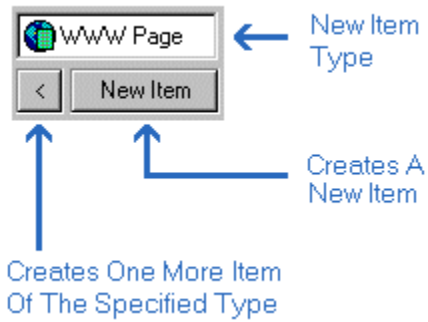 WWW Page
New Item
Type
<
New Item
Creates A
New Item
Creates One More Item
Of The Specified Type